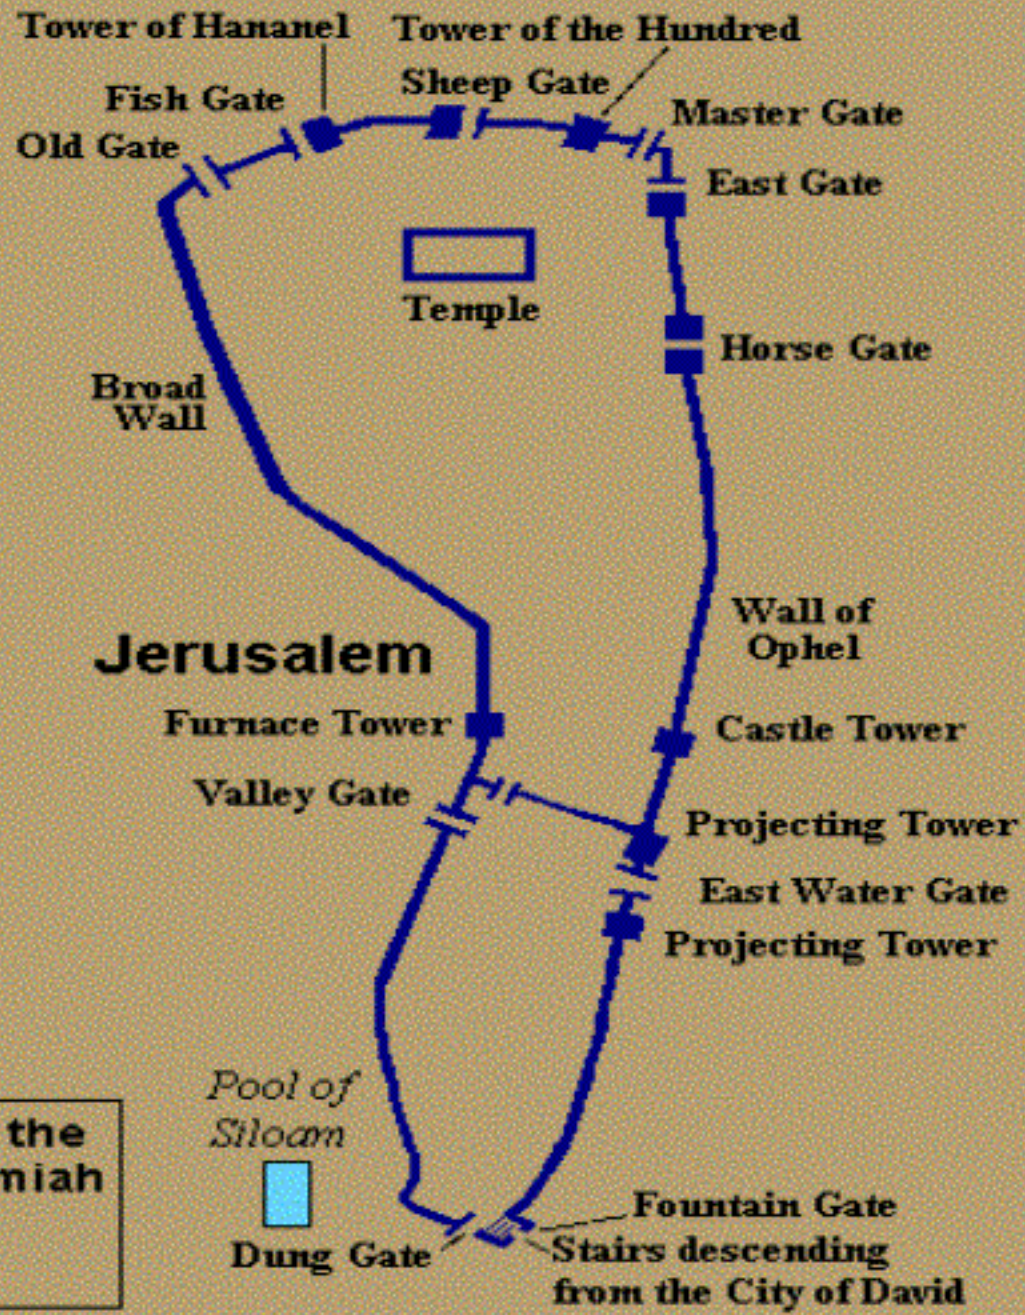 Tower of Hananel
Tower of the Hundred
Sheep Gate
Fish Gate
Master Gate
Old Gate
East Gate
Temple
Horse Gate
Broad
Wall
Wall of
Ophel
Jerusalem
Furnace Tower
Castle Tower
Valley Gate
Projecting Tower
East Water Gate
Projecting Tower
Pool of
Siloam
the
miah
Fountain Gate
Dung Gate
Stairs descending
from the City of David